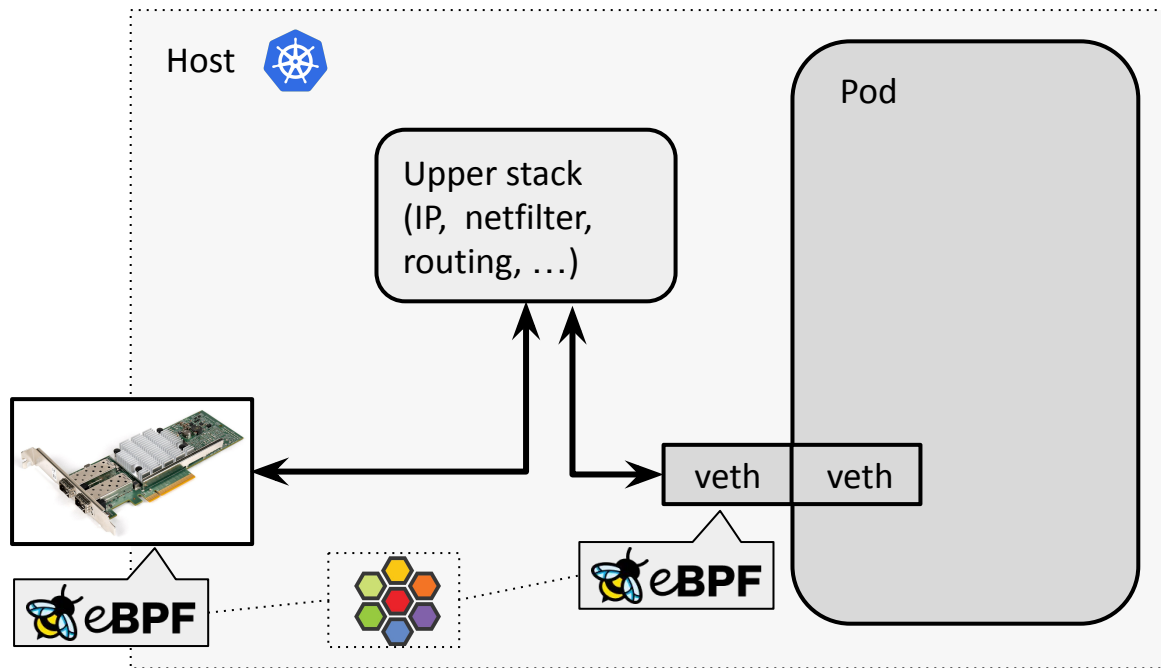 Host
Pod
Upper stack
(IP, netfilter,
routing, …)
veth
veth
eBPF
eBPF